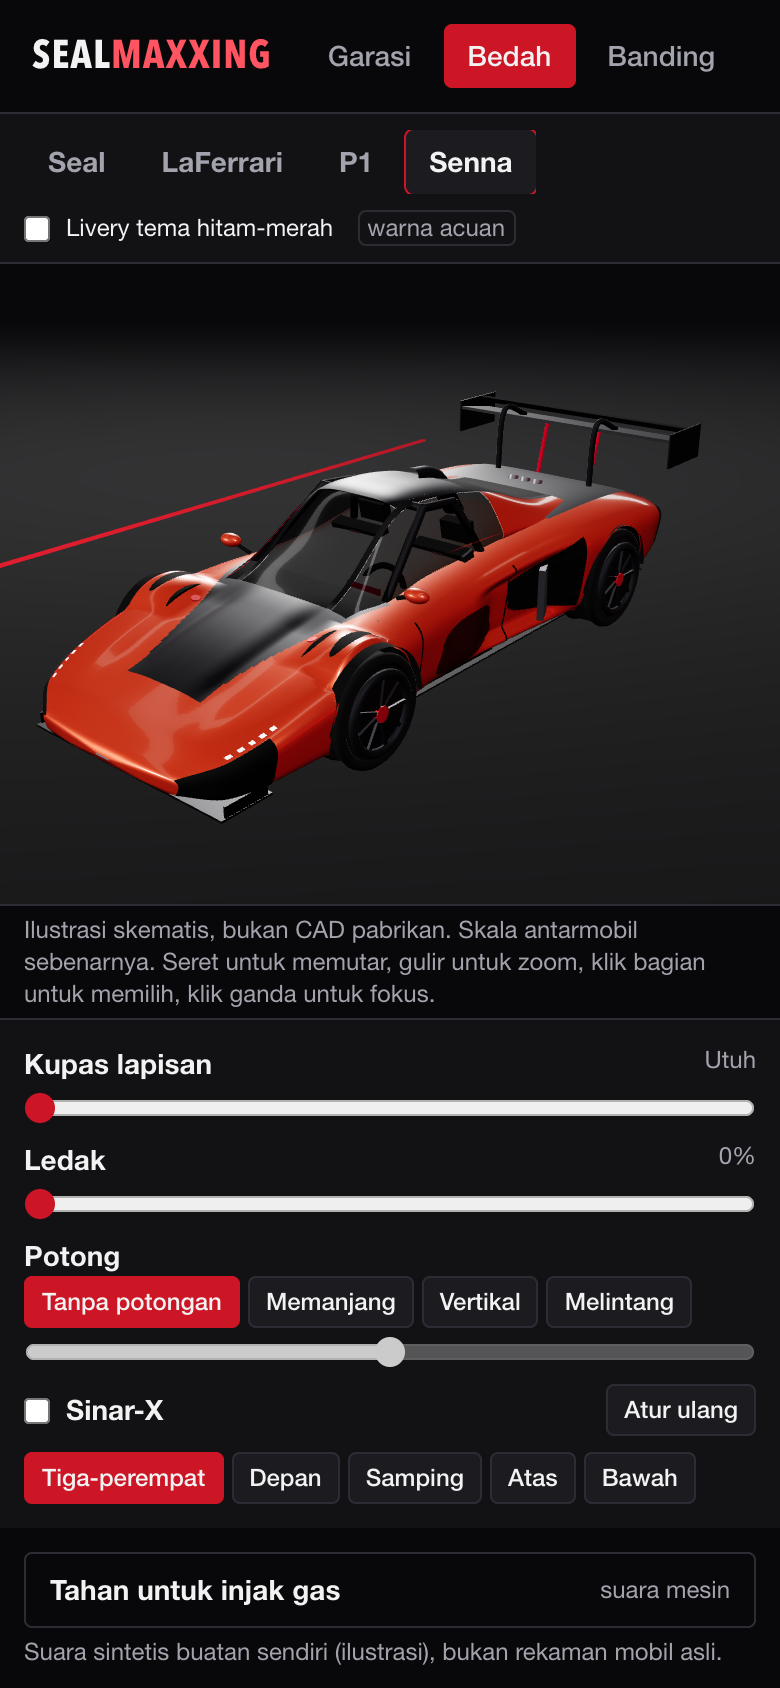 SEALMAXXING Garasi Bedah Banding
Seal LaFerrari P1 Senna
Livery tema hitam-merah warna acuan
Ilustrasi skematis, bukan CAD pabrikan. Skala antarmobil
sebenarnya. Seret untuk memutar, gulir untuk zoom, klik bagian
untuk memilih, klik ganda untuk fokus.
Kupas lapisan Utuh
Ledak 0%
Potong
Tanpa potongan Memanjang Vertikal Melintang
Sinar-X Atur ulang
Tiga-perempat Depan Samping Atas Bawah
Tahan untuk injak gas suara mesin
Suara sintetis buatan sendiri (ilustrasi), bukan rekaman mobil asli.